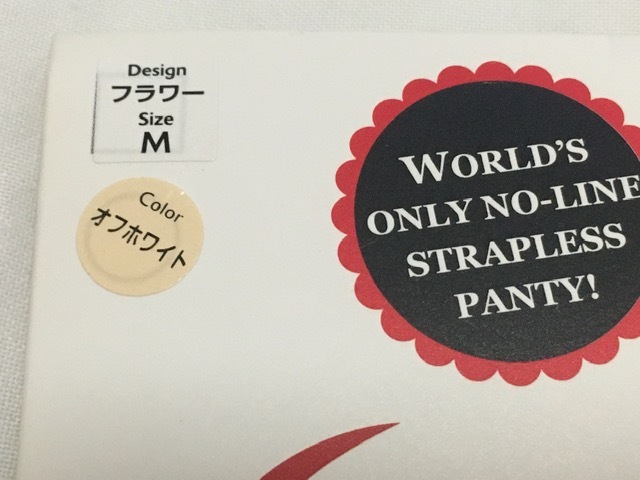 Design
フラワー
Size
M
Color
オフホワイト
WORLD'S
ONLY NO-LINE
STRAPLESS
PANTY!